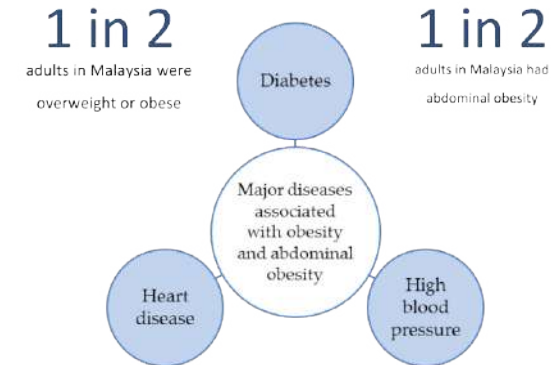 1 in 2
adults in Malaysia were
overweight or obese
1 in 2
adults in Malaysia had
abdominal obesity
Diabetes
Major diseases
associated
with obesity
and abdominal
obesity
Heart
disease
High
blood
pressure